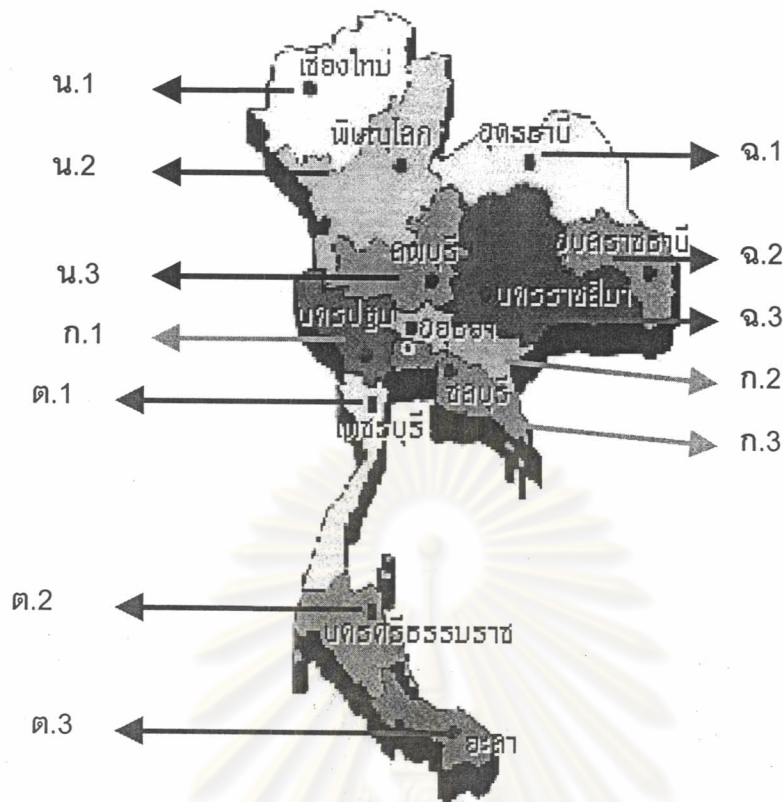 เชียงใหม่
น.1
พิษณุโลก
อุดรธานี
น.2
ฉ.1
ลพบุรี
อุบลราชธานี
น.3
ฉ.2
นครราชสีมา
นครปฐม
อยุธยา
ก.1
ฉ.3
ชลบุรี
ก.2
ต.1
เพชรบุรี
ก.3
ต.2
นครศรีธรรมราช
ต.3
ยะลา